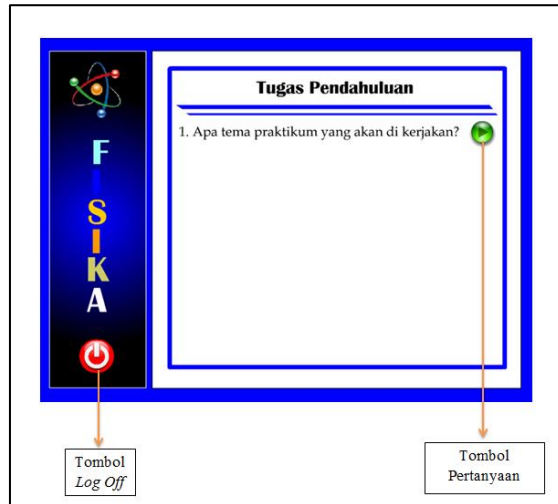 Tugas Pendahuluan
1. Apa tema praktikum yang akan di kerjakan?
F
I
S
I
K
A
Tombol
Log Off
Tombol
Pertanyaan